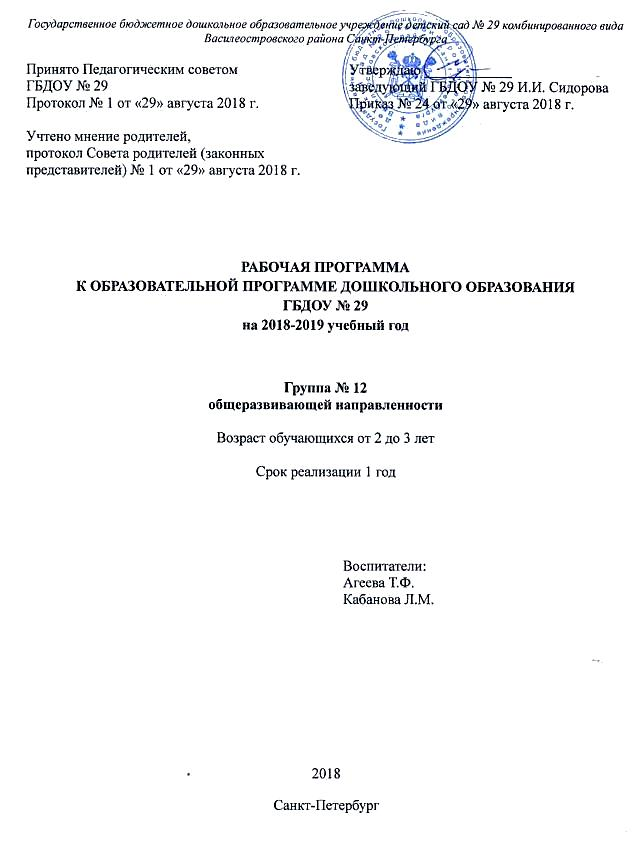 Государственное бюджетное дошкольное образовательное учреждение детский сад № 29 комбинированного вида
Василеостровского района Санкт-Петербурга
Принято Педагогическим советом
ГБДОУ № 29
Протокол № 1 от «29» августа 2018 г.
Утверждаю
заведующий ГБДОУ № 29 И.И. Сидорова
Приказ № 24 от «29» августа 2018 г.
Учтено мнение родителей,
протокол Совета родителей (законных
представителей) № 1 от «29» августа 2018 г.
РАБОЧАЯ ПРОГРАММА
К ОБРАЗОВАТЕЛЬНОЙ ПРОГРАММЕ ДОШКОЛЬНОГО ОБРАЗОВАНИЯ
ГБДОУ № 29
на 2018-2019 учебный год
Группа № 12
общеразвивающей направленности
Возраст обучающихся от 2 до 3 лет
Срок реализации 1 год
Воспитатели:
Агеева Т.Ф.
Кабанова Л.М.
2018
Санкт-Петербург